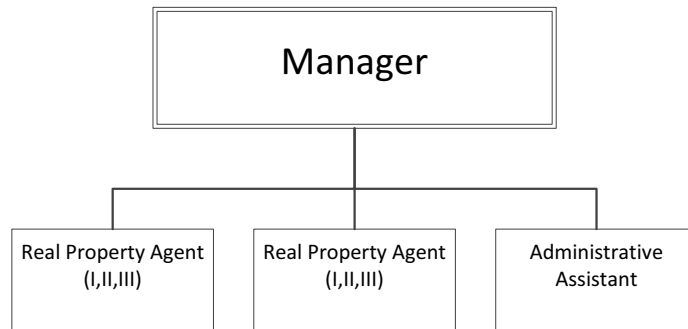 Manager
Real Property Agent
(I,II,III)
Real Property Agent
(I,II,III)
Administrative
Assistant